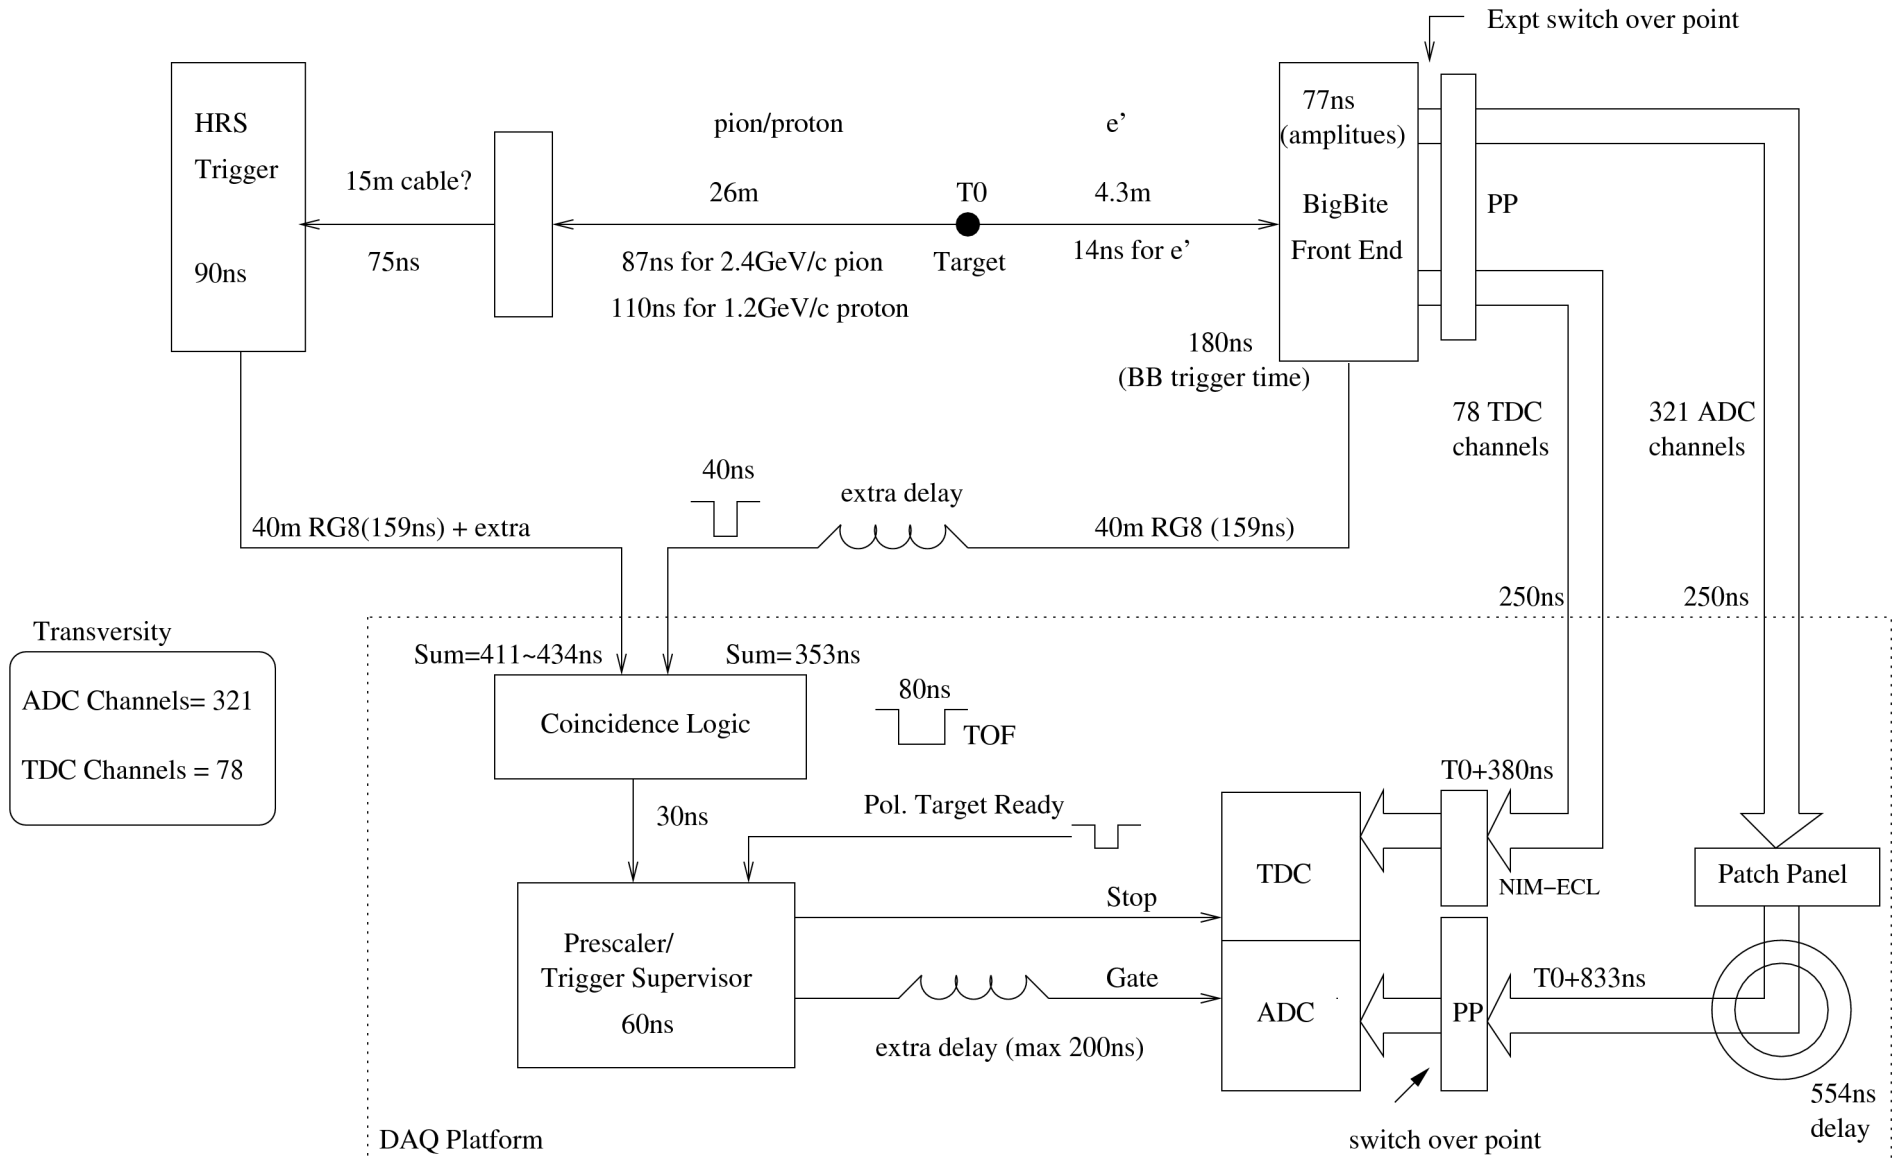 Expt switch over point
HRS
Trigger
90ns
15m cable?
75ns
pion/proton
26m
87ns for 2.4GeV/c pion
110ns for 1.2GeV/c proton
T0
Target
e’
4.3m
14ns for e’
77ns
(amplitues)
BigBite
Front End
PP
180ns
(BB trigger time)
78 TDC
channels
321 ADC
channels
40ns
extra delay
40m RG8(159ns) + extra
40m RG8 (159ns)
250ns
250ns
Transversity
ADC Channels= 321
TDC Channels = 78
Sum=411~434ns
Sum=353ns
Coincidence Logic
80ns
TOF
30ns
Pol. Target Ready
T0+380ns
NIM−ECL
Patch Panel
TDC
Stop
Prescaler/
Trigger Supervisor
60ns
Gate
extra delay (max 200ns)
ADC
PP
T0+833ns
554ns
delay
switch over point
DAQ Platform